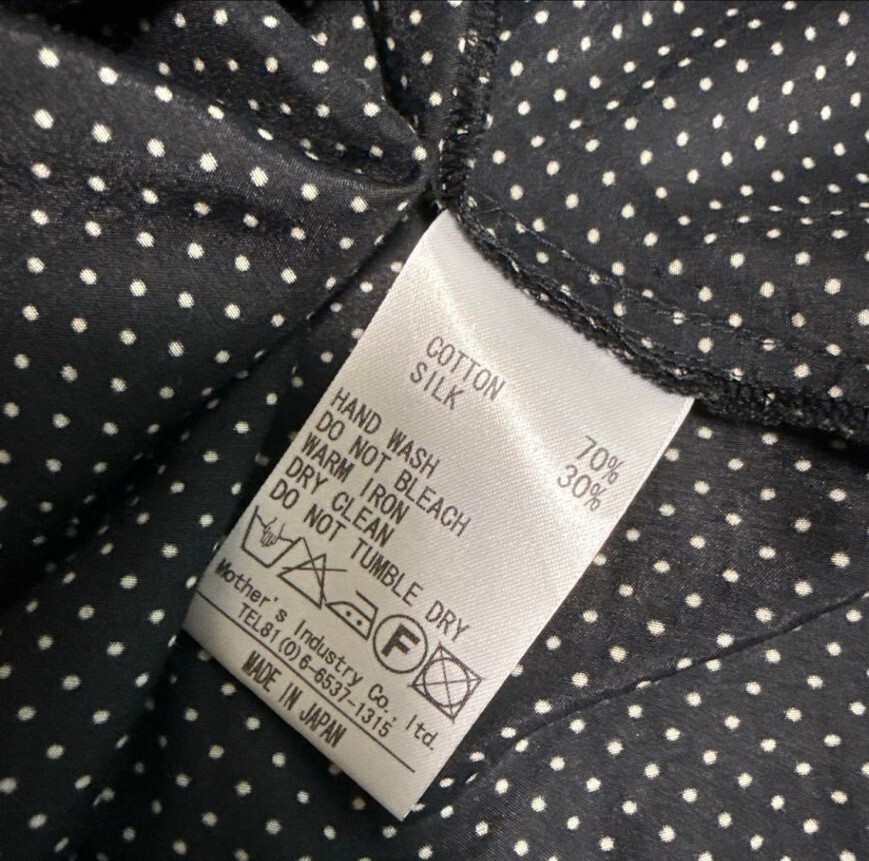 COTTON 70%
SILK 30%
HAND WASH
DO NOT BLEACH
WARM IRON
DRY CLEAN
DO NOT TUMBLE DRY
F
Mother's Industry Co.; ltd.
TEL81(0)6-6537-1315
MADE IN JAPAN